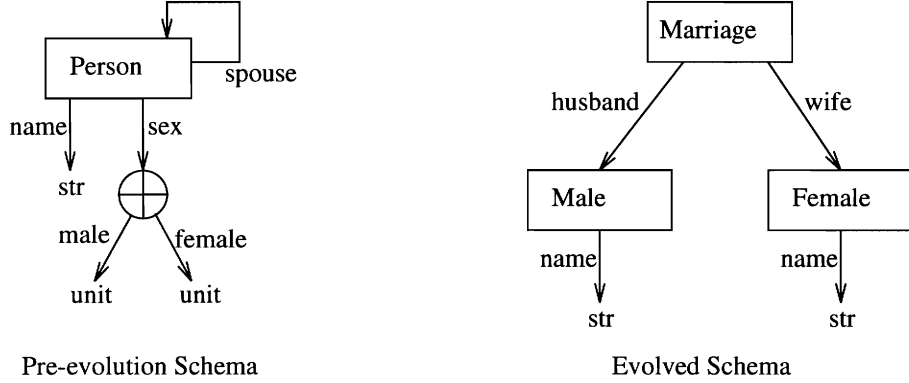 Person
spouse
name
sex
str
male
female
unit
unit
Pre-evolution Schema
Marriage
husband
wife
Male
Female
name
name
str
str
Evolved Schema